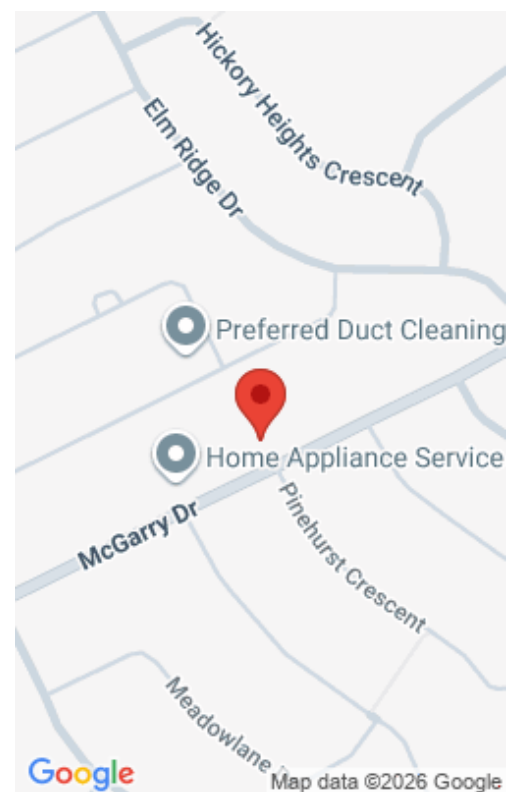 Hickory Heights Crescent
Elm Ridge Dr
Preferred Duct Cleaning
Home Appliance Service
McGarry Dr
Pinehurst Crescent
Meadowlane
Google
Map data ©2026 Google